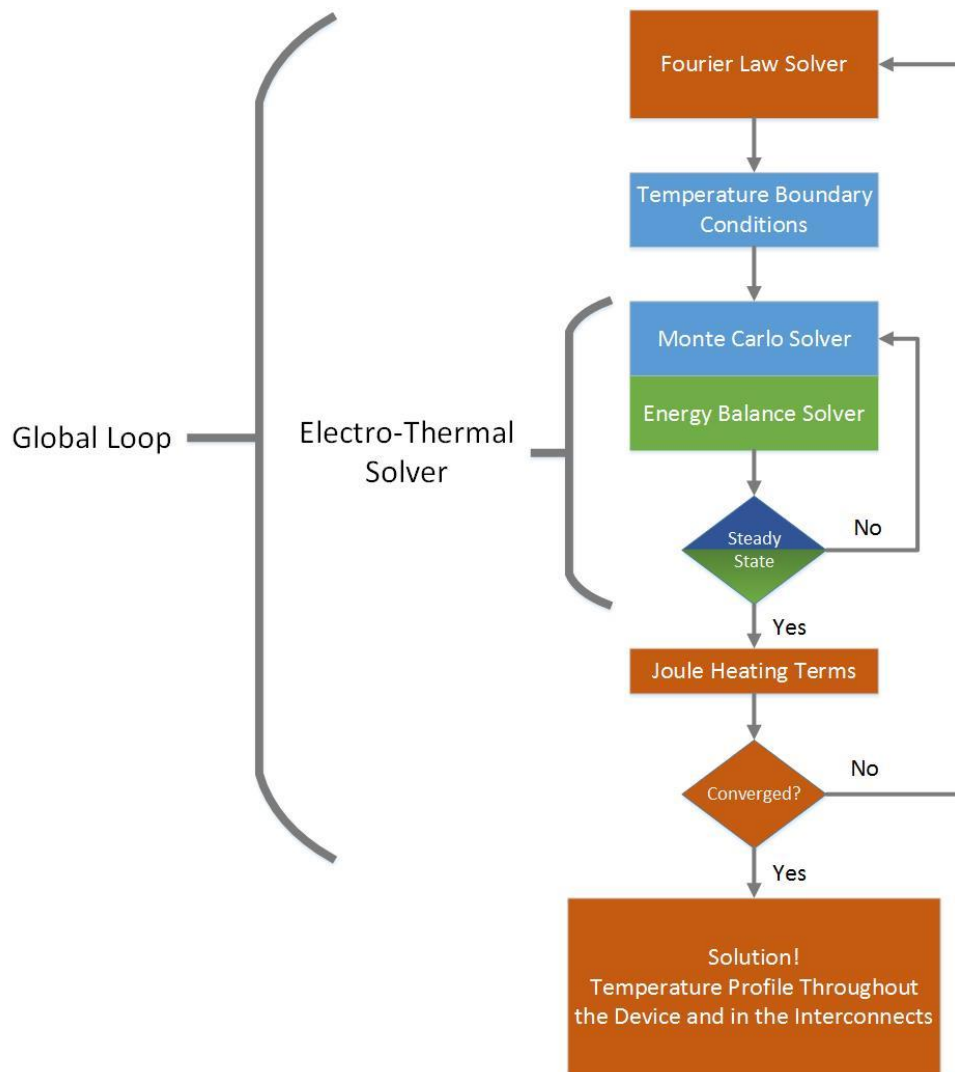 Fourier Law Solver
Temperature Boundary
Conditions
Monte Carlo Solver
Global Loop
Electro-Thermal
Solver
Energy Balance Solver
Steady
State
No
Yes
Joule Heating Terms
Converged?
No
Yes
Solution!
Temperature Profile Throughout
the Device and in the Interconnects